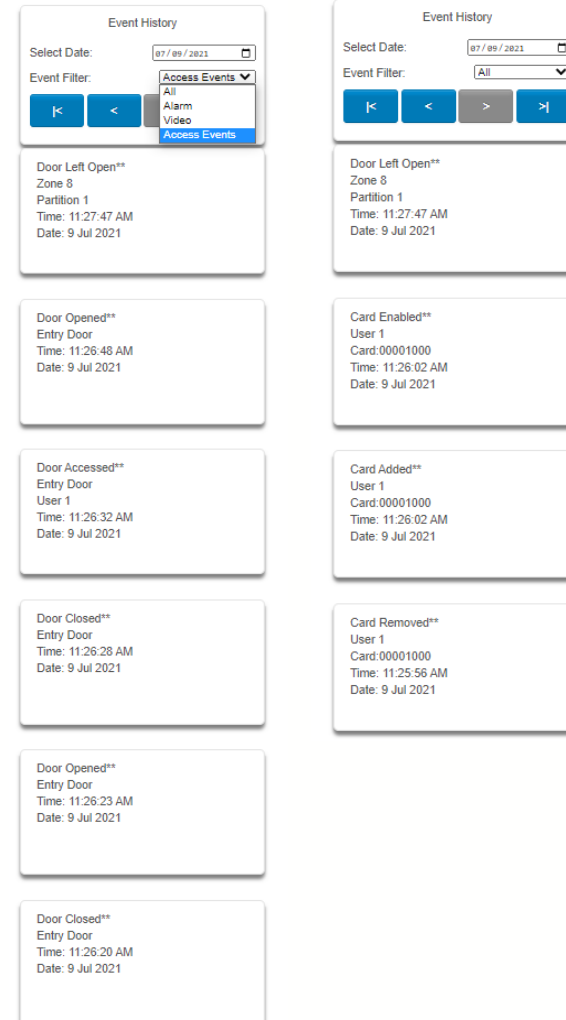 Event History
Select Date: 07/09/2021
Event Filter: Access Events
All
Alarm
Video
Access Events
|<
<
Door Left Open**
Zone 8
Partition 1
Time: 11:27:47 AM
Date: 9 Jul 2021
Door Opened**
Entry Door
Time: 11:26:48 AM
Date: 9 Jul 2021
Door Accessed**
Entry Door
User 1
Time: 11:26:32 AM
Date: 9 Jul 2021
Door Closed**
Entry Door
Time: 11:26:28 AM
Date: 9 Jul 2021
Door Opened**
Entry Door
Time: 11:26:23 AM
Date: 9 Jul 2021
Door Closed**
Entry Door
Time: 11:26:20 AM
Date: 9 Jul 2021
Event History
Select Date: 07/09/2021
Event Filter: All
|< < > >|
Door Left Open**
Zone 8
Partition 1
Time: 11:27:47 AM
Date: 9 Jul 2021
Card Enabled**
User 1
Card:00001000
Time: 11:26:02 AM
Date: 9 Jul 2021
Card Added**
User 1
Card:00001000
Time: 11:26:02 AM
Date: 9 Jul 2021
Card Removed**
User 1
Card:00001000
Time: 11:25:56 AM
Date: 9 Jul 2021